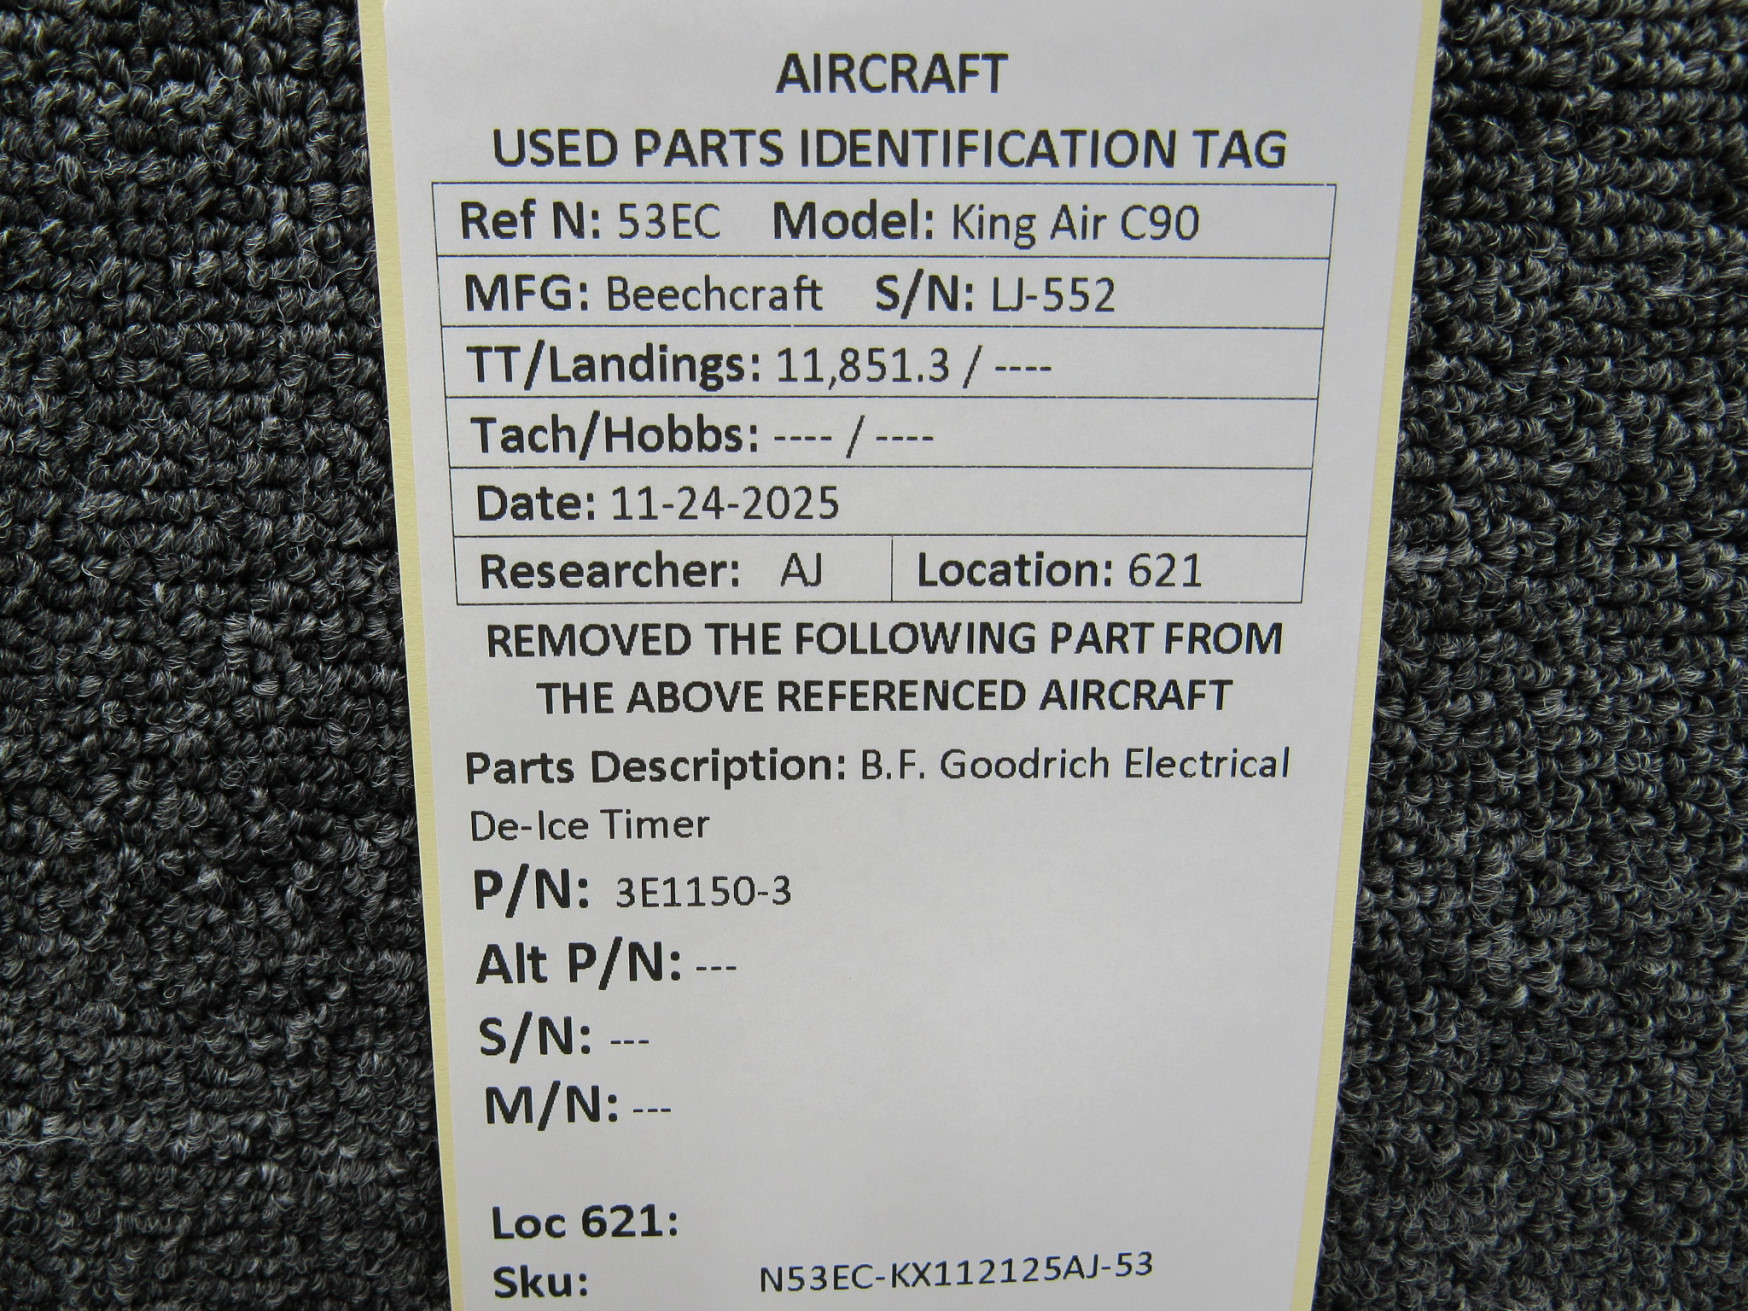 AIRCRAFT
USED PARTS IDENTIFICATION TAG
Ref N: 53EC Model: King Air C90
MFG: Beechcraft S/N: LJ-552
TT/Landings: 11,851.3 / ----
Tach/Hobbs: ---- / ----
Date: 11-24-2025
Researcher: AJ Location: 621
REMOVED THE FOLLOWING PART FROM
THE ABOVE REFERENCED AIRCRAFT
Parts Description: B.F. Goodrich Electrical
De-Ice Timer
P/N: 3E1150-3
Alt P/N: ---
S/N: ---
M/N: ---
Loc 621:
Sku: N53EC-KX112125AJ-53